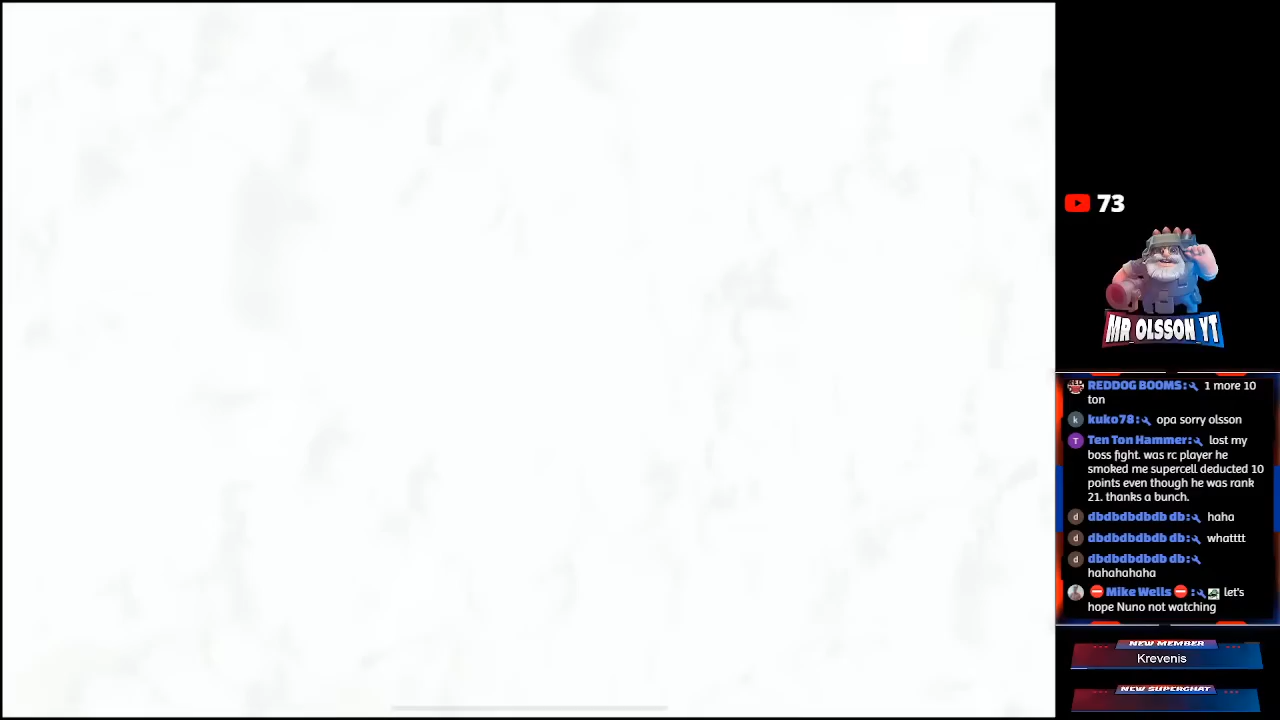 73
MR OLSSON YT
REDDOG BOOMS: 1 more 10
ton
kuko78: opa sorry olsson
Ten Ton Hammer: lost my
boss fight. was rc player he
smoked me supercell deducted 10
points even though he was rank
21. thanks a bunch.
dbdbdbdbdb db: haha
dbdbdbdbdb db: whatttt
dbdbdbdbdb db:
hahahahaha
Mike Wells : let's
hope Nuno not watching
NEW MEMBER
Krevenis
NEW SUPERCHAT